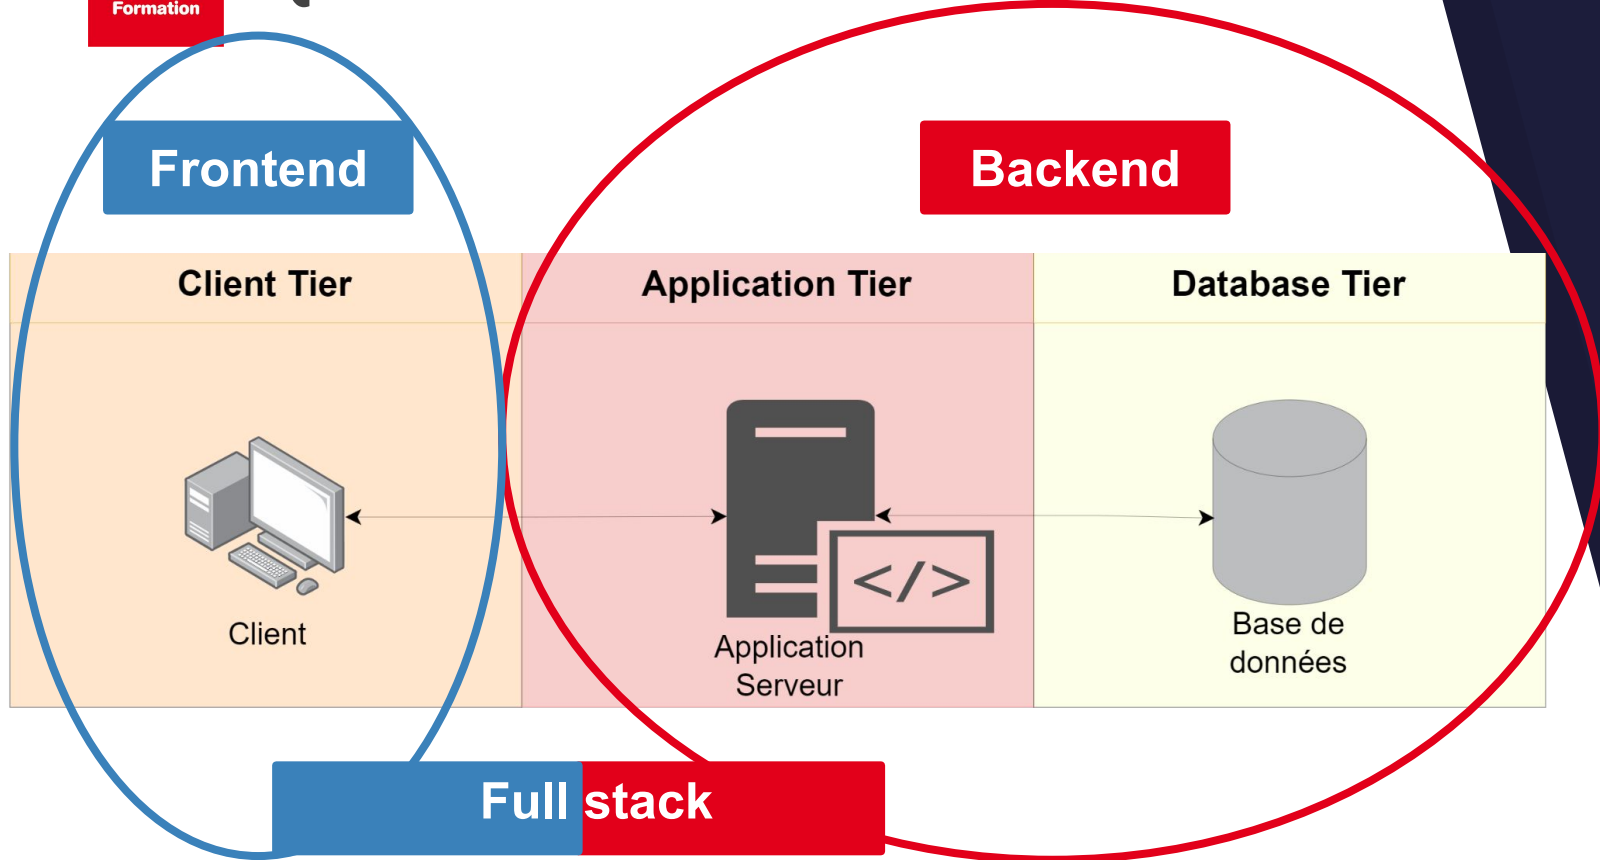 Formation
Frontend
Backend
Client Tier
Application Tier
Database Tier
</>
Client
Application
Serveur
Base de
données
Full stack